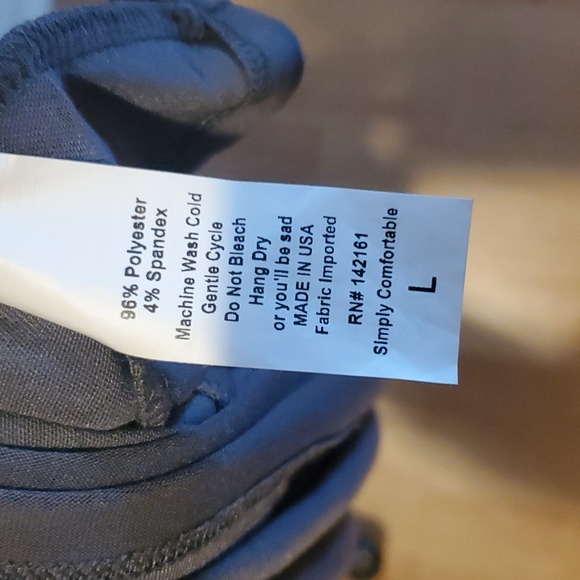 96% Polyester
4% Spandex
Machine Wash Cold
Gentle Cycle
Do Not Bleach
Hang Dry
or you'll be sad
MADE IN USA
Fabric Imported
RN# 142161
Simply Comfortable
L